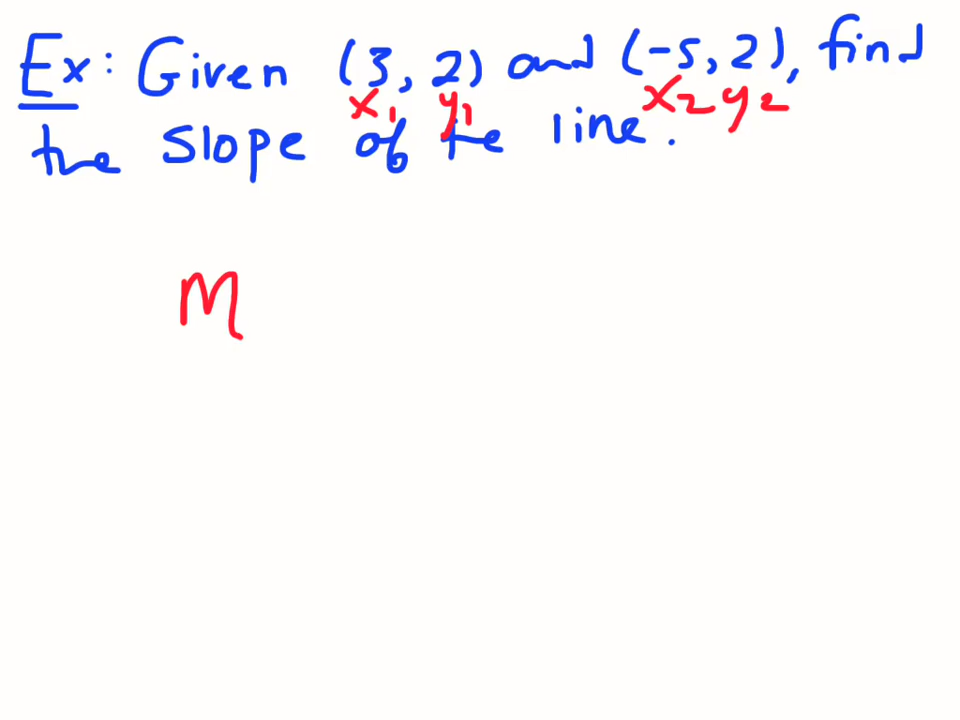 Ex: Given (3, 2) and (-5, 2), find
x1 y1 x2 y2
the slope of the line.
M